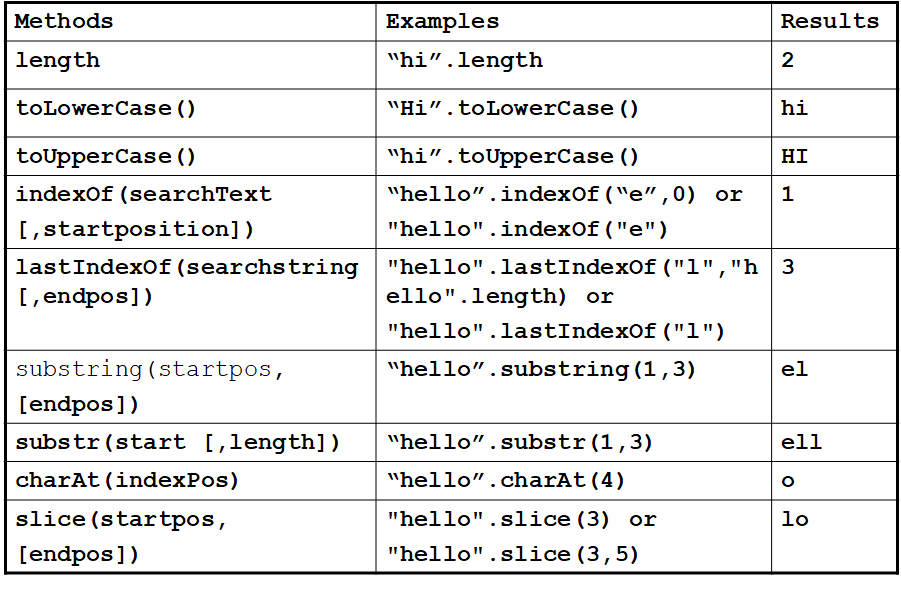 Methods Examples Results
length “hi”.length 2
toLowerCase() “Hi”.toLowerCase() hi
toUpperCase() “hi”.toUpperCase() HI
indexOf(searchText “hello”.indexOf(“e”,0) or 1
[,startposition]) "hello".indexOf("e")
lastIndexOf(searchstring "hello".lastIndexOf("l","h 3
[,endpos]) ello".length) or
"hello".lastIndexOf("l")
substring(startpos, “hello”.substring(1,3) el
[endpos])
substr(start [,length]) “hello”.substr(1,3) ell
charAt(indexPos) “hello”.charAt(4) o
slice(startpos, "hello".slice(3) or lo
[endpos]) "hello".slice(3,5)